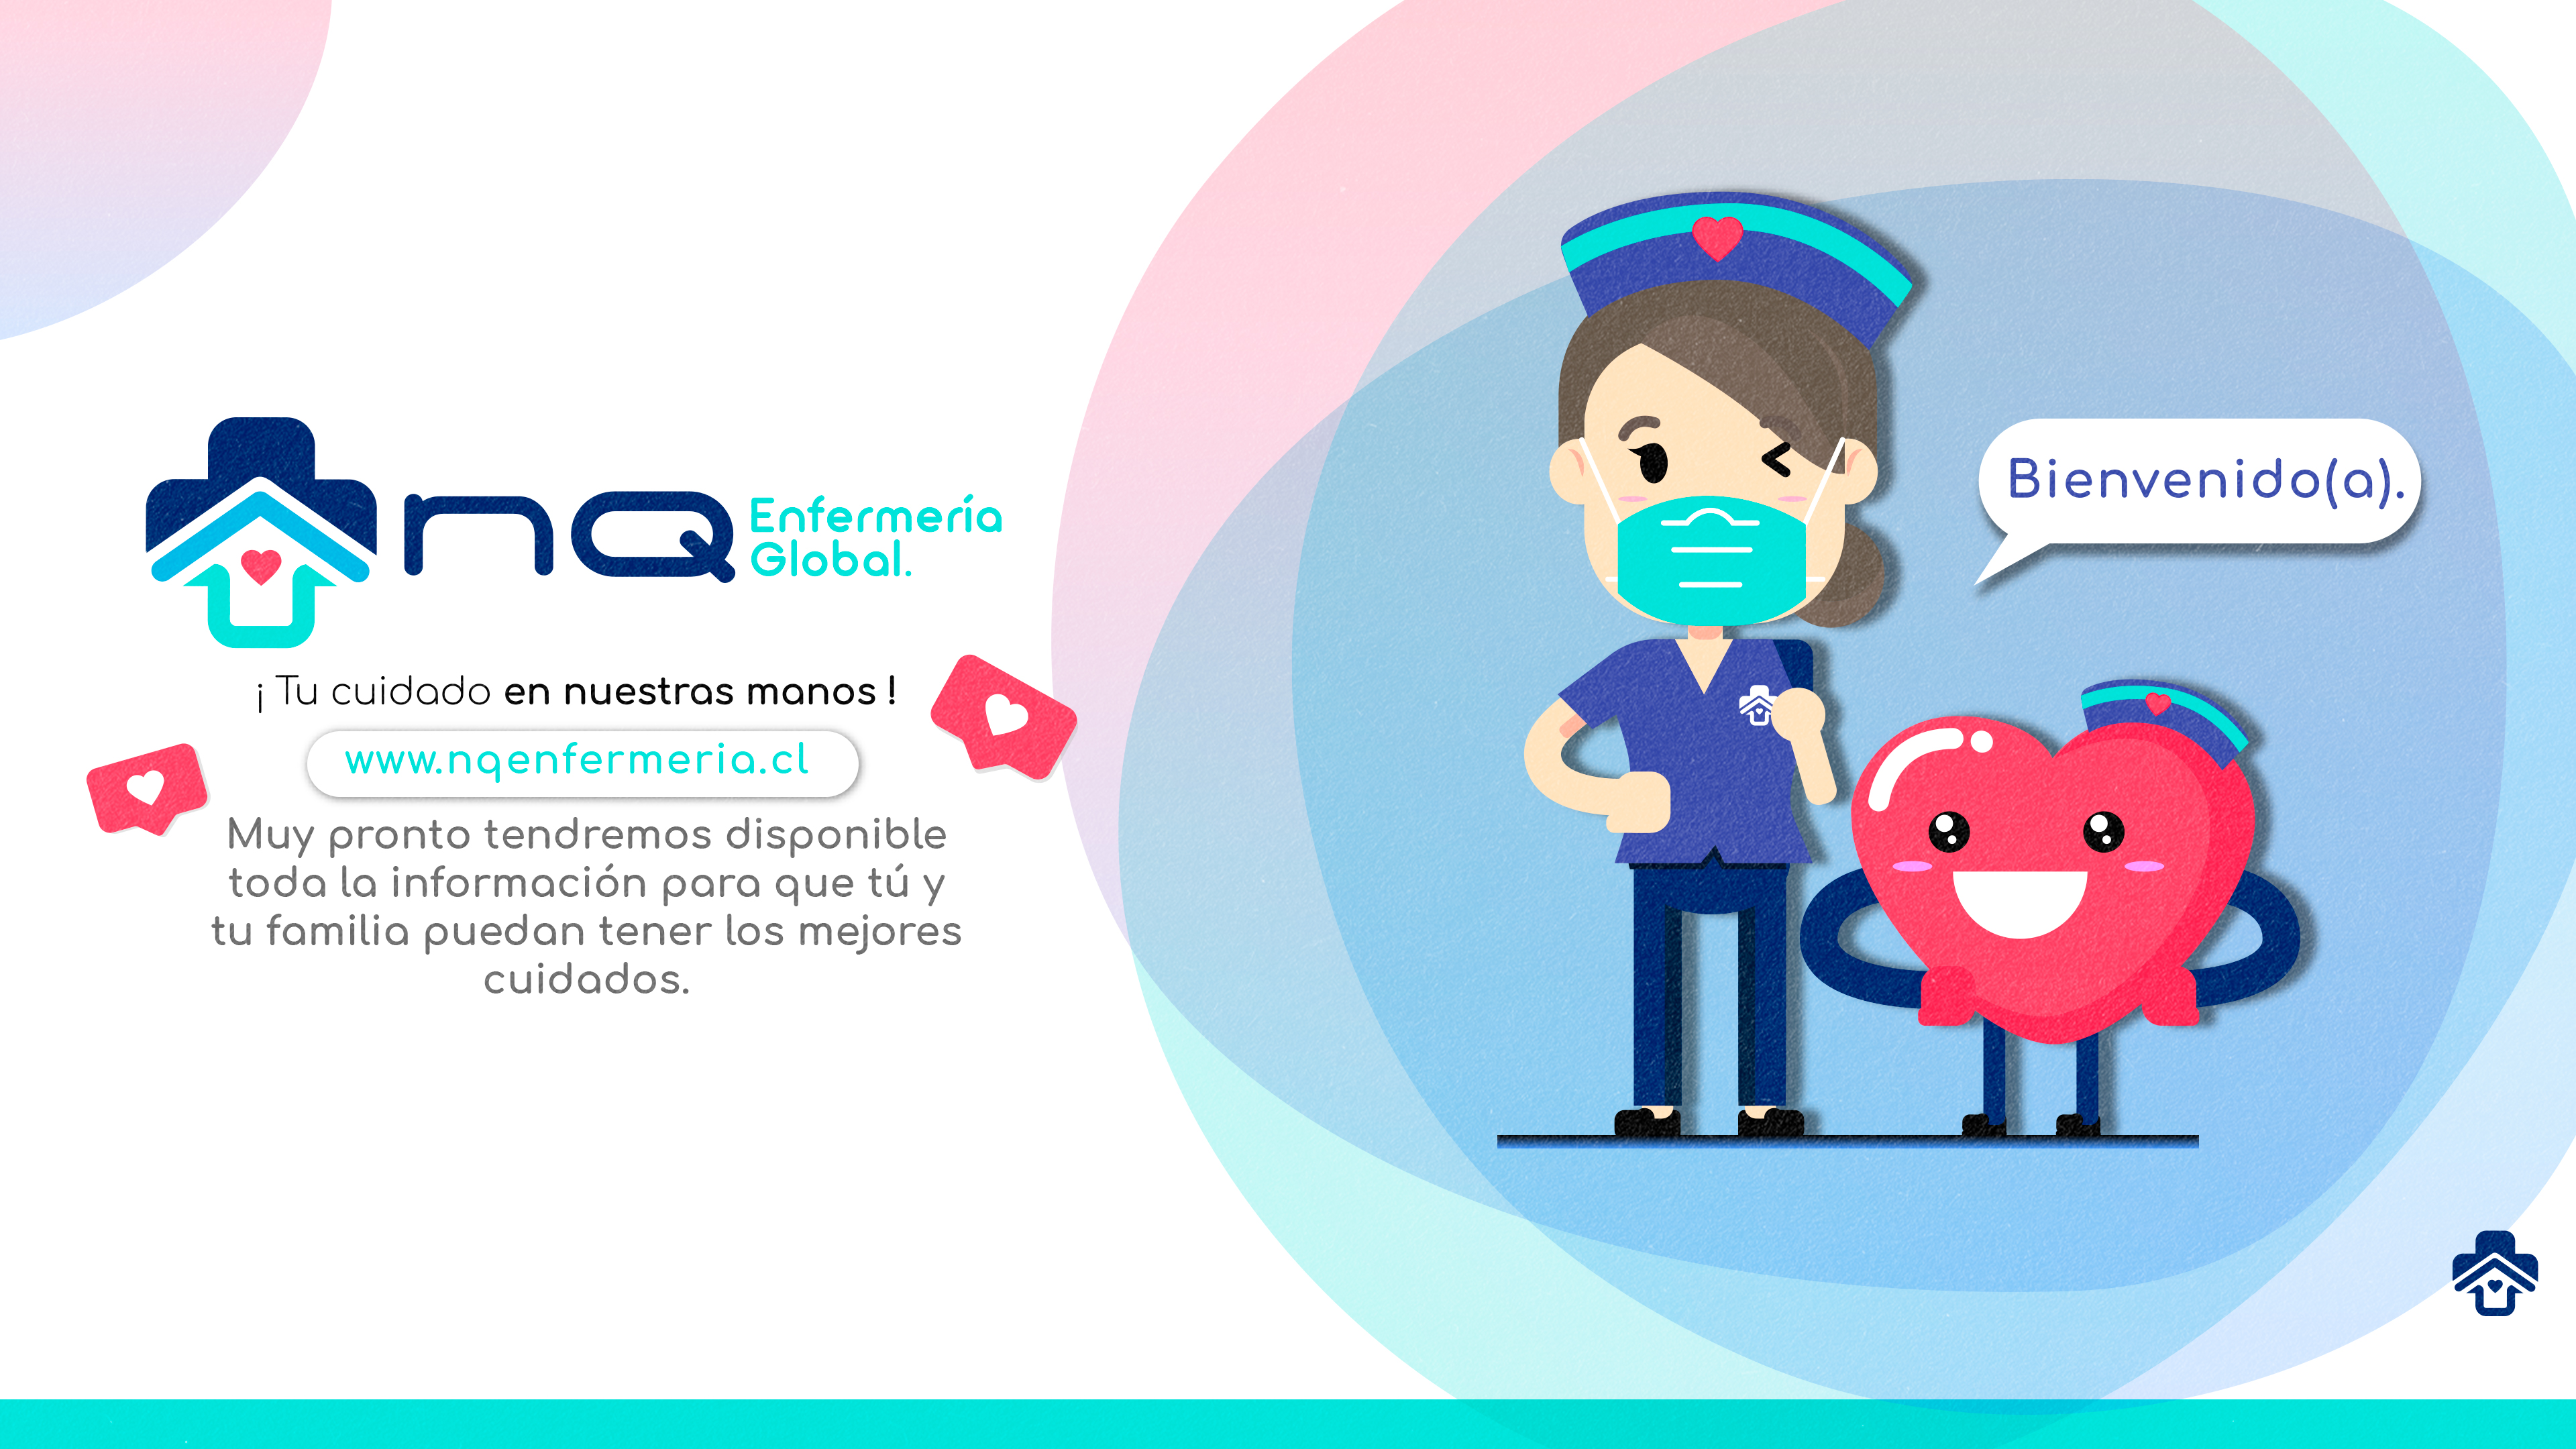 nQ
Enfermería
Global.
¡ Tu cuidado en nuestras manos !
www.nqenfermeria.cl
Muy pronto tendremos disponible
toda la información para que tú y
tu familia puedan tener los mejores
cuidados.
Bienvenido(a).